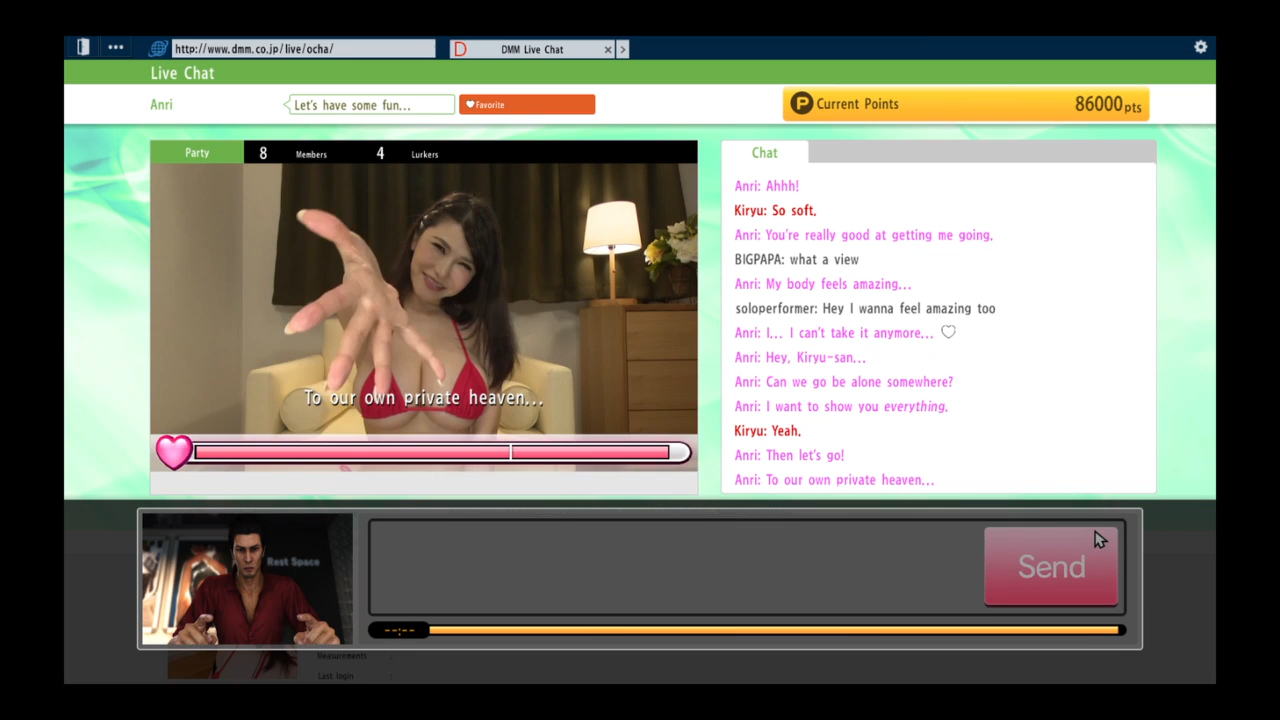 http://www.dmm.co.jp/live/ocha/
DMM Live Chat
Live Chat
Anri
Let's have some fun...
Favorite
P Current Points 86000pts
Party 8 Members 4 Lurkers
To our own private heaven...
Chat
Anri: Ahhh!
Kiryu: So soft.
Anri: You're really good at getting me going.
BIGPAPA: what a view
Anri: My body feels amazing...
soloperformer: Hey I wanna feel amazing too
Anri: I... I can't take it anymore... ♡
Anri: Hey, Kiryu-san...
Anri: Can we go be alone somewhere?
Anri: I want to show you everything.
Kiryu: Yeah.
Anri: Then let's go!
Anri: To our own private heaven...
Rest Space
Send
--:--
Measurements :
Last login :